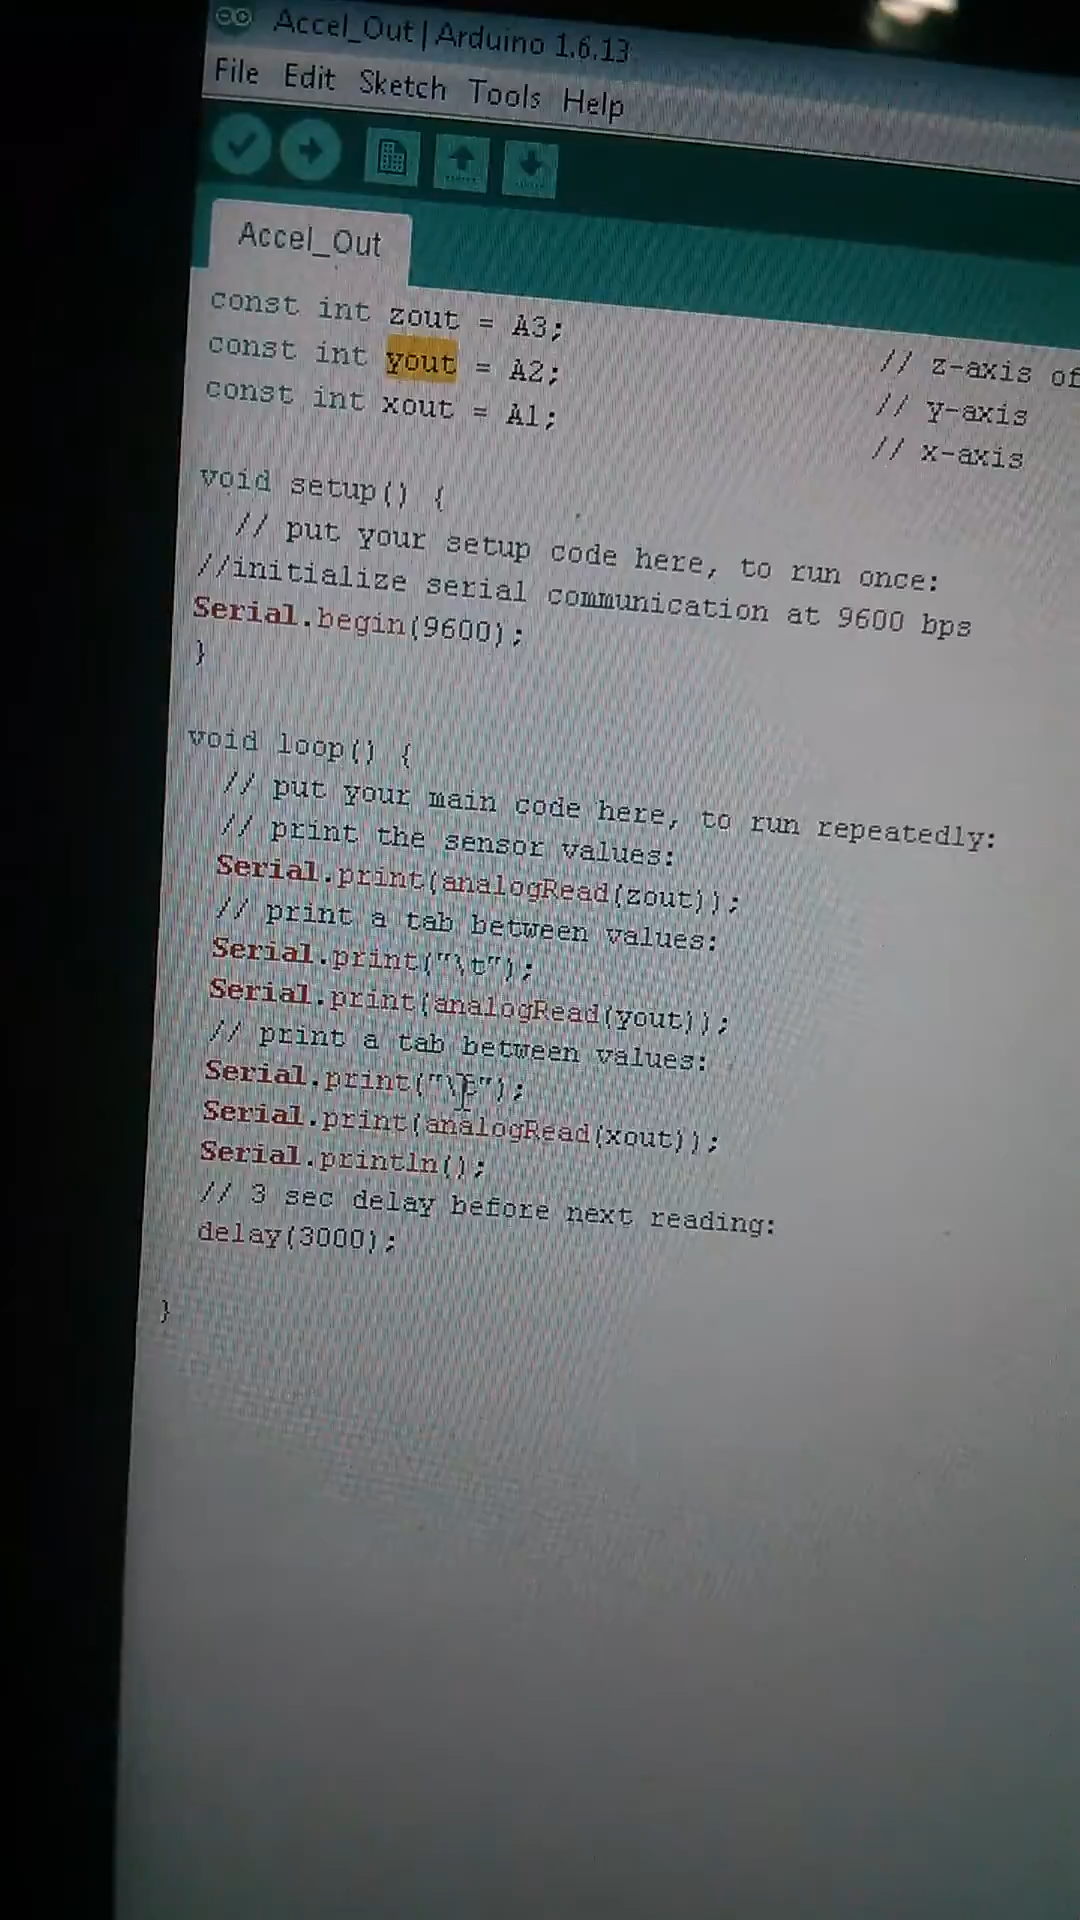 Accel_Out | Arduino 1.6.13
File Edit Sketch Tools Help
Accel_Out
const int zout = A3; // z-axis of
const int yout = A2; // y-axis
const int xout = A1; // x-axis
void setup() {
// put your setup code here, to run once:
//initialize serial communication at 9600 bps
Serial.begin(9600);
}
void loop() {
// put your main code here, to run repeatedly:
// print the sensor values:
Serial.print(analogRead(zout));
// print a tab between values:
Serial.print("\t");
Serial.print(analogRead(yout));
// print a tab between values:
Serial.print("\t");
Serial.print(analogRead(xout));
Serial.println();
// 3 sec delay before next reading:
delay(3000);
}